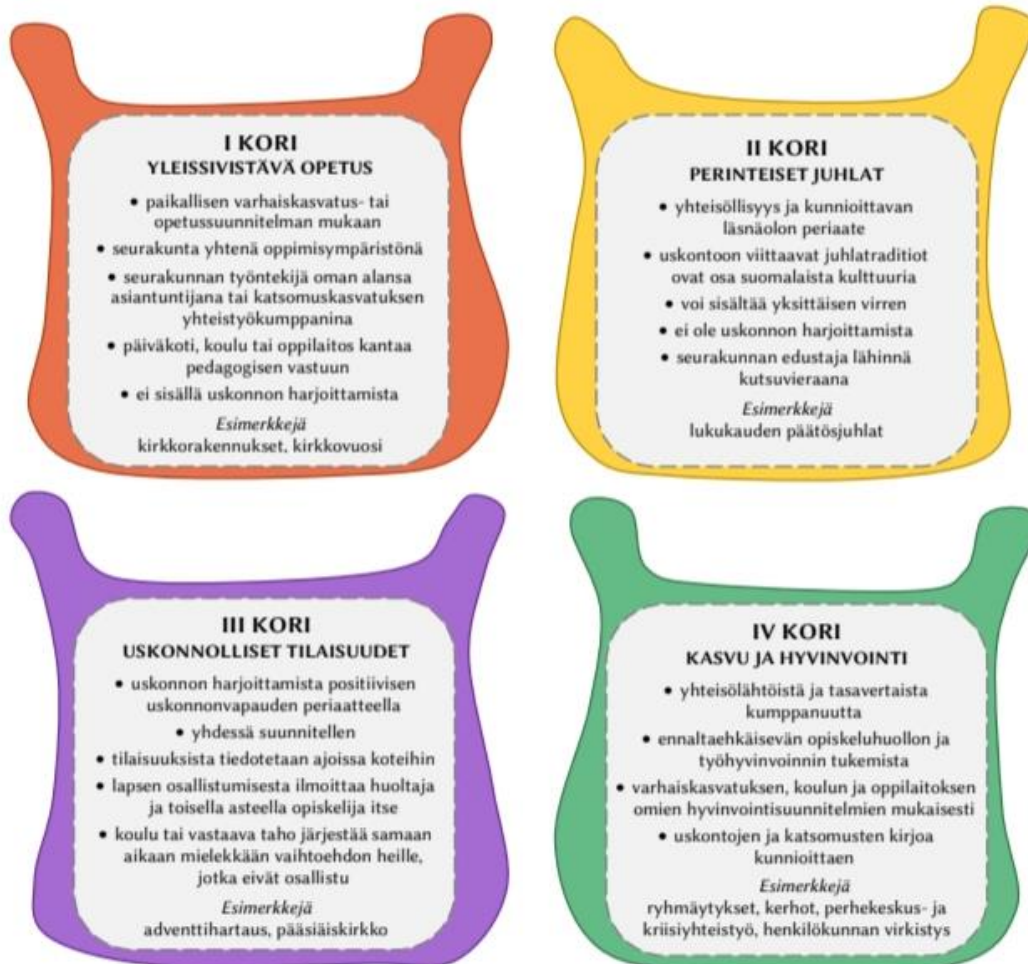 I KORI
YLEISSIVISTÄVÄ OPETUS
• paikallisen varhaiskasvatus- tai
opetussuunnitelman mukaan
• seurakunta yhtenä oppimisympäristönä
• seurakunnan työntekijä oman alansa
asiantuntijana tai katsomuskasvatuksen
yhteistyökumppanina
• päiväkoti, koulu tai oppilaitos kantaa
pedagogisen vastuun
• ei sisällä uskonnon harjoittamista
Esimerkkejä
kirkkorakennukset, kirkkovuosi
II KORI
PERINTEISET JUHLAT
• yhteisöllisyys ja kunnioittavan
läsnäolon periaate
• uskontoon viittaavat juhlatraditiot
ovat osa suomalaista kulttuuria
• voi sisältää yksittäisen virren
• ei ole uskonnon harjoittamista
• seurakunnan edustaja lähinnä
kutsuvieraana
Esimerkkejä
lukukauden päätösjuhlat
III KORI
USKONNOLLISET TILAISUUDET
• uskonnon harjoittamista positiivisen
uskonnonvapauden periaatteella
• yhdessä suunnitellen
• tilaisuuksista tiedotetaan ajoissa koteihin
• lapsen osallistumisesta ilmoittaa huoltaja
ja toisella asteella opiskelija itse
• koulu tai vastaava taho järjestää samaan
aikaan mielekkään vaihtoehdon heille,
jotka eivät osallistu
Esimerkkejä
adventtihartaus, pääsiäiskirkko
IV KORI
KASVU JA HYVINVOINTI
• yhteisölähtöistä ja tasavertaista
kumppanuutta
• ennaltaehkäisevän opiskeluhuollon ja
työhyvinvoinnin tukemista
• varhaiskasvatuksen, koulun ja oppilaitoksen
omien hyvinvointisuunnitelmien mukaisesti
• uskontojen ja katsomusten kirjoa
kunnioittaen
Esimerkkejä
ryhmäytykset, kerhot, perhekeskus- ja
kriisiyhteistyö, henkilökunnan virkistys